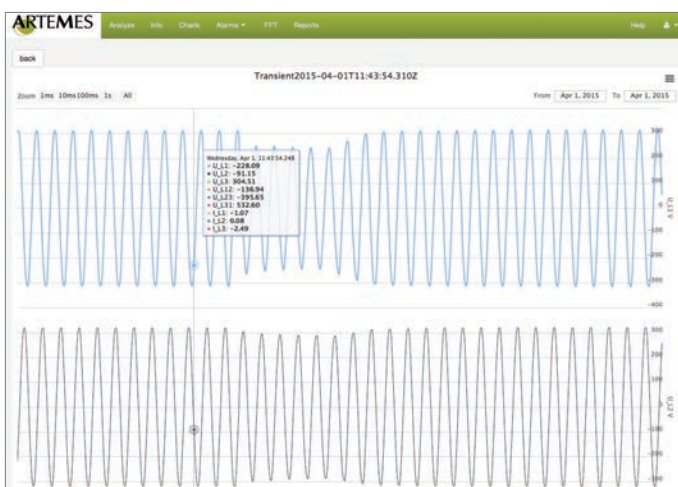 ARTEMES
Analyze Info Charts Alarms FFT Reports Help
back
Transient2015-04-01T11:43:54.310Z
Zoom 1ms 10ms 100ms 1s All From Apr 1, 2015 To Apr 1, 2015
Wednesday, Apr 1, 11:43:54.248
U_L1: -228.09
U_L2: -91.15
U_L3: 304.51
U_L12: -136.94
U_L23: -395.65
U_L31: 532.60
I_L1: -1.07
I_L2: 0.08
I_L3: -2.49
300
200
100
0
U_L1 V
-100
-200
-300
-400
300
200
100
0
U_L2 V
-100
-200
-300